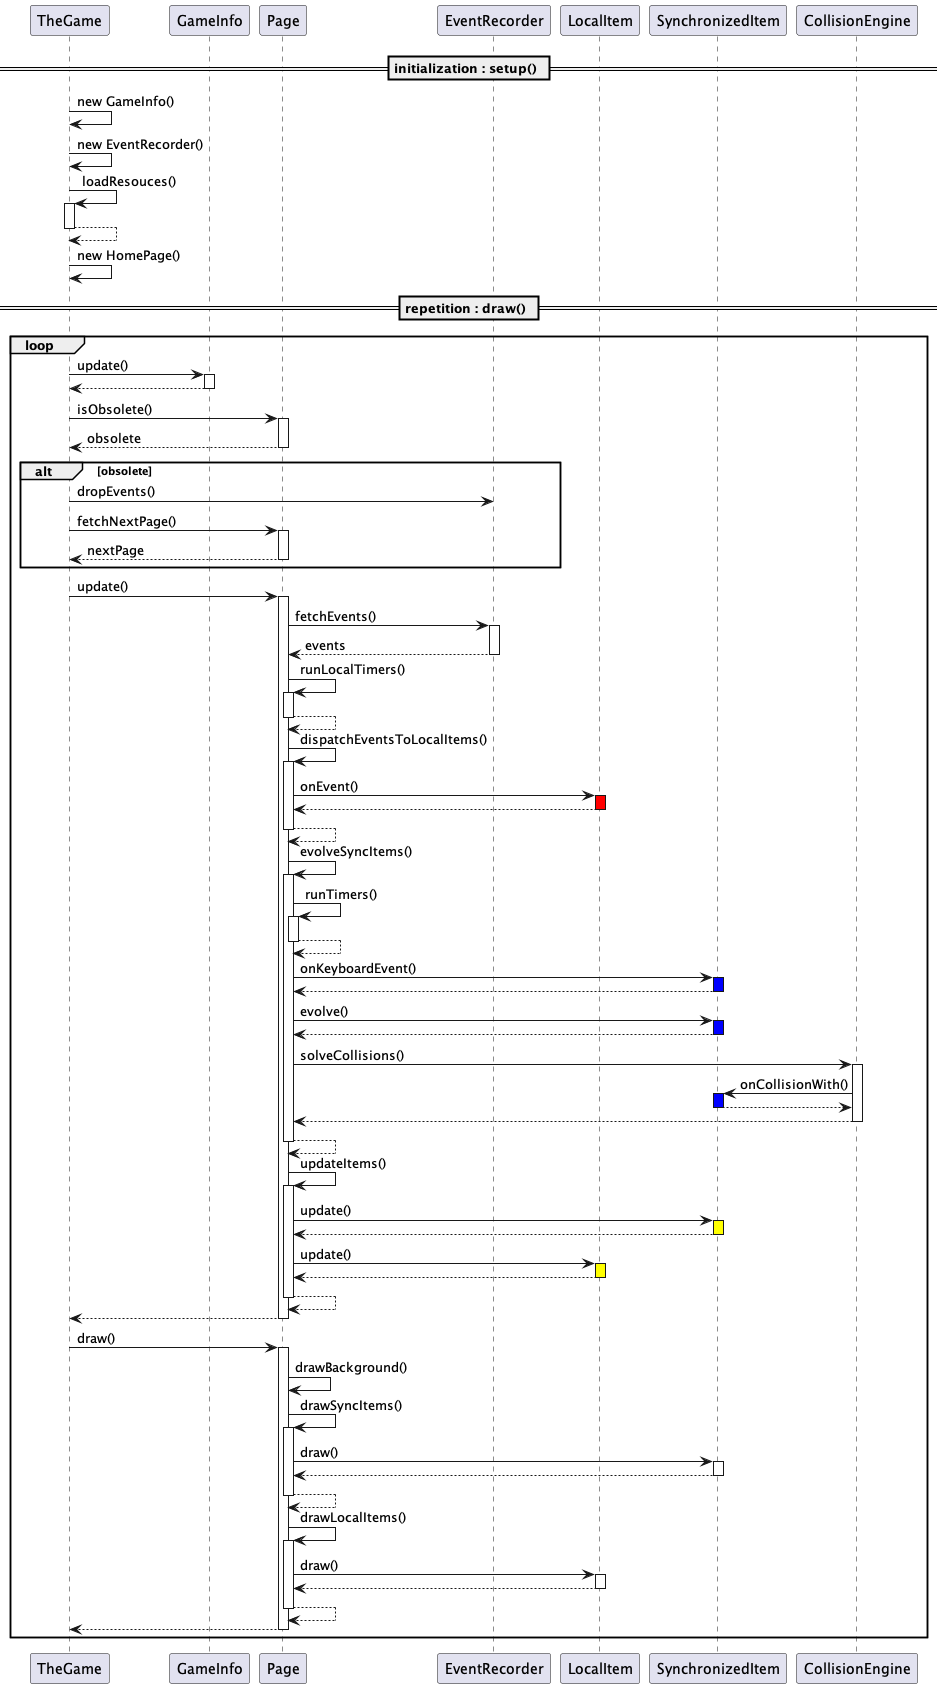 TheGame GameInfo Page EventRecorder LocalItem SynchronizedItem CollisionEngine
initialization : setup()
new GameInfo()
new EventRecorder()
loadResouces()
new HomePage()
repetition : draw()
loop
update()
isObsolete()
obsolete
alt [obsolete]
dropEvents()
fetchNextPage()
nextPage
update()
fetchEvents()
events
runLocalTimers()
dispatchEventsToLocalItems()
onEvent()
evolveSyncItems()
runTimers()
onKeyboardEvent()
evolve()
solveCollisions()
onCollisionWith()
updateItems()
update()
update()
draw()
drawBackground()
drawSyncItems()
draw()
drawLocalItems()
draw()
TheGame GameInfo Page EventRecorder LocalItem SynchronizedItem CollisionEngine